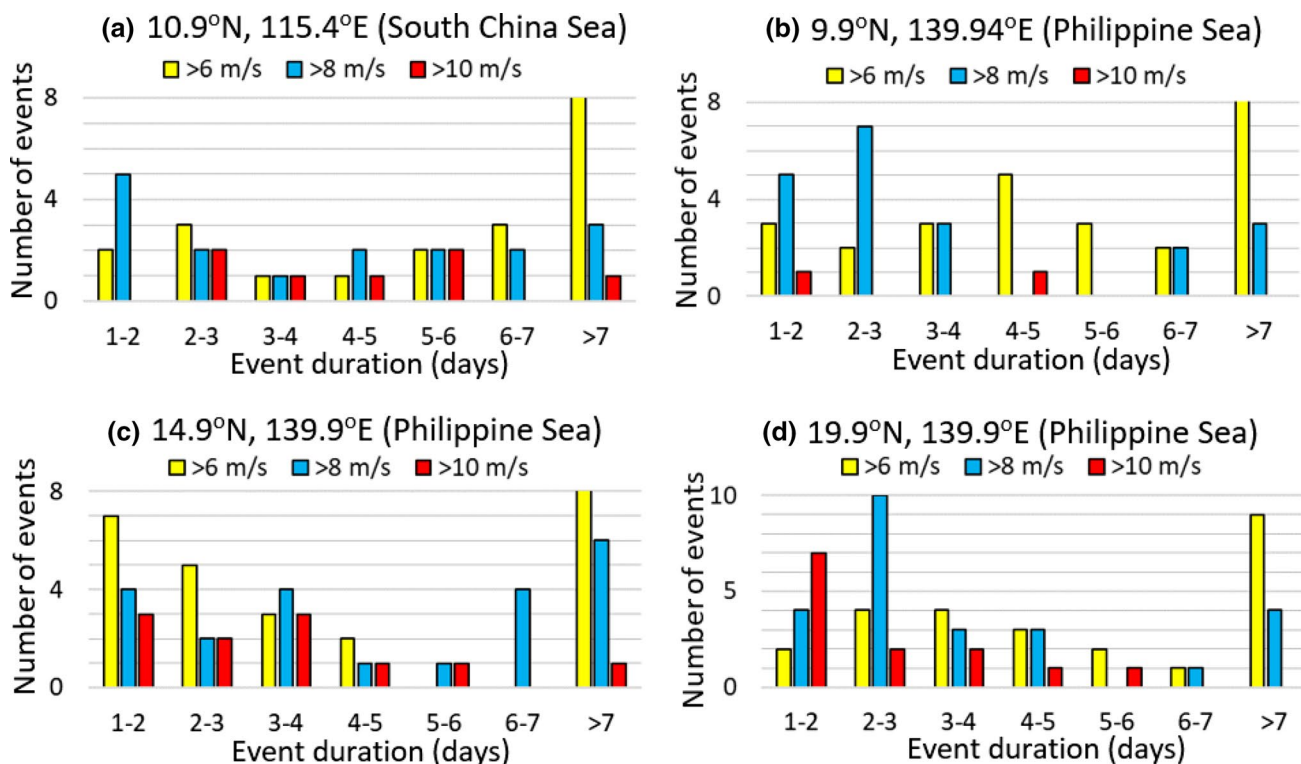 (a) 10.9°N, 115.4°E (South China Sea)
>6 m/s >8 m/s >10 m/s
Number of events
8
4
0
1-2 2-3 3-4 4-5 5-6 6-7 >7
Event duration (days)
(b) 9.9°N, 139.94°E (Philippine Sea)
>6 m/s >8 m/s >10 m/s
Number of events
8
4
0
1-2 2-3 3-4 4-5 5-6 6-7 >7
Event duration (days)
(c) 14.9°N, 139.9°E (Philippine Sea)
>6 m/s >8 m/s >10 m/s
Number of events
8
4
0
1-2 2-3 3-4 4-5 5-6 6-7 >7
Event duration (days)
(d) 19.9°N, 139.9°E (Philippine Sea)
>6 m/s >8 m/s >10 m/s
Number of events
10
5
0
1-2 2-3 3-4 4-5 5-6 6-7 >7
Event duration (days)